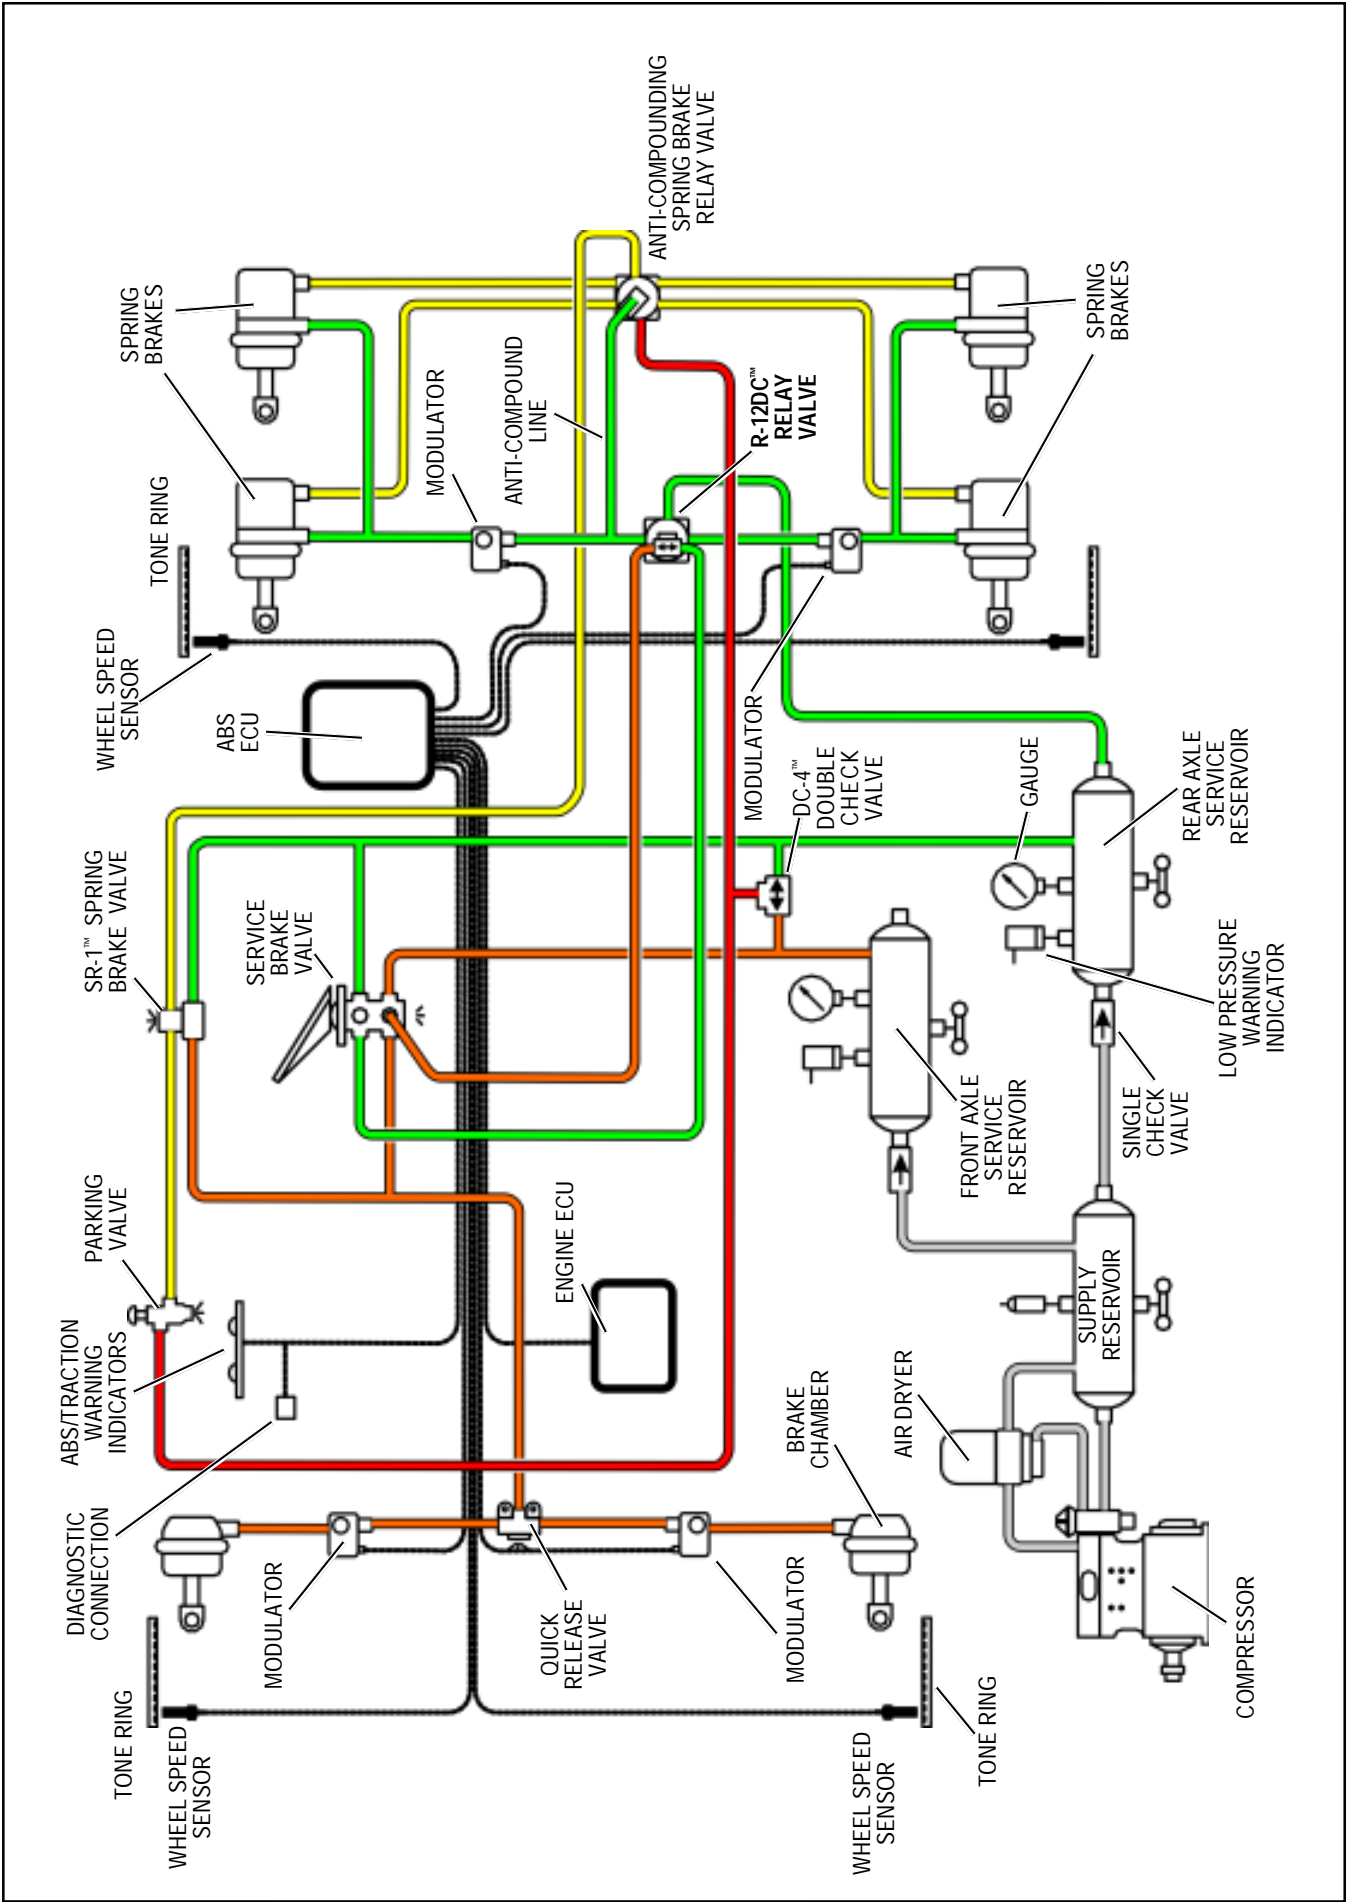 ANTI-COMPOUNDING
SPRING BRAKE
RELAY VALVE
SPRING
BRAKES
SPRING
BRAKES
ANTI-COMPOUND
LINE
MODULATOR
R-12DC™
RELAY
VALVE
TONE RING
WHEEL SPEED
SENSOR
ABS
ECU
MODULATOR
DC-4™
DOUBLE
CHECK
VALVE
GAUGE
REAR AXLE
SERVICE
RESERVOIR
SR-1™ SPRING
BRAKE VALVE
SERVICE
BRAKE
VALVE
LOW PRESSURE
WARNING
INDICATOR
FRONT AXLE
SERVICE
RESERVOIR
SINGLE
CHECK
VALVE
PARKING
VALVE
ENGINE ECU
SUPPLY
RESERVOIR
ABS/TRACTION
WARNING
INDICATORS
BRAKE
CHAMBER
AIR DRYER
DIAGNOSTIC
CONNECTION
MODULATOR
QUICK
RELEASE
VALVE
MODULATOR
COMPRESSOR
TONE RING
WHEEL SPEED
SENSOR
WHEEL SPEED
SENSOR
TONE RING